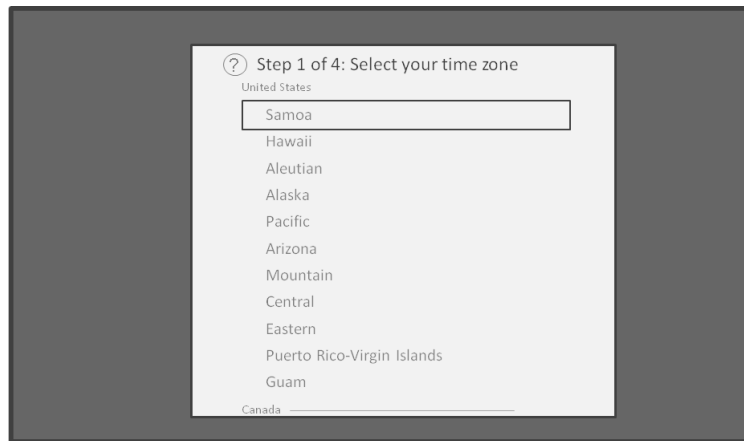 ? Step 1 of 4: Select your time zone
United States
Samoa
Hawaii
Aleutian
Alaska
Pacific
Arizona
Mountain
Central
Eastern
Puerto Rico-Virgin Islands
Guam
Canada